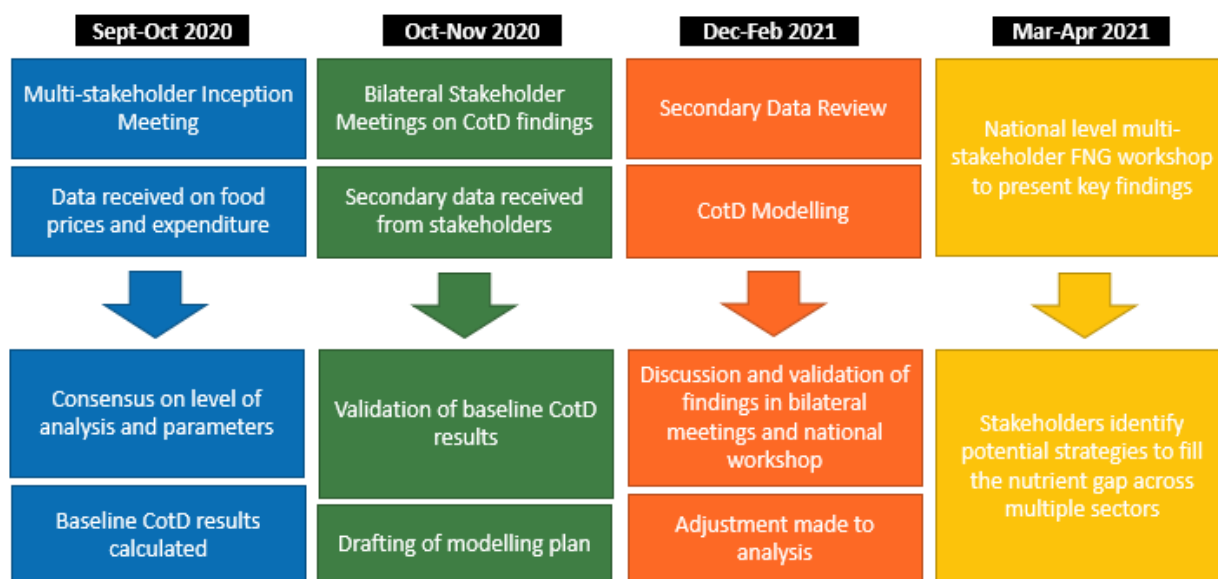 Sept-Oct 2020
Multi-stakeholder Inception
Meeting
Data received on food
prices and expenditure
Consensus on level of
analysis and parameters
Baseline CotD results
calculated
Oct-Nov 2020
Bilateral Stakeholder
Meetings on CotD findings
Secondary data received
from stakeholders
Validation of baseline CotD
results
Drafting of modelling plan
Dec-Feb 2021
Secondary Data Review
CotD Modelling
Discussion and validation of
findings in bilateral
meetings and national
workshop
Adjustment made to
analysis
Mar-Apr 2021
National level multi-
stakeholder FNG workshop
to present key findings
Stakeholders identify
potential strategies to fill
the nutrient gap across
multiple sectors